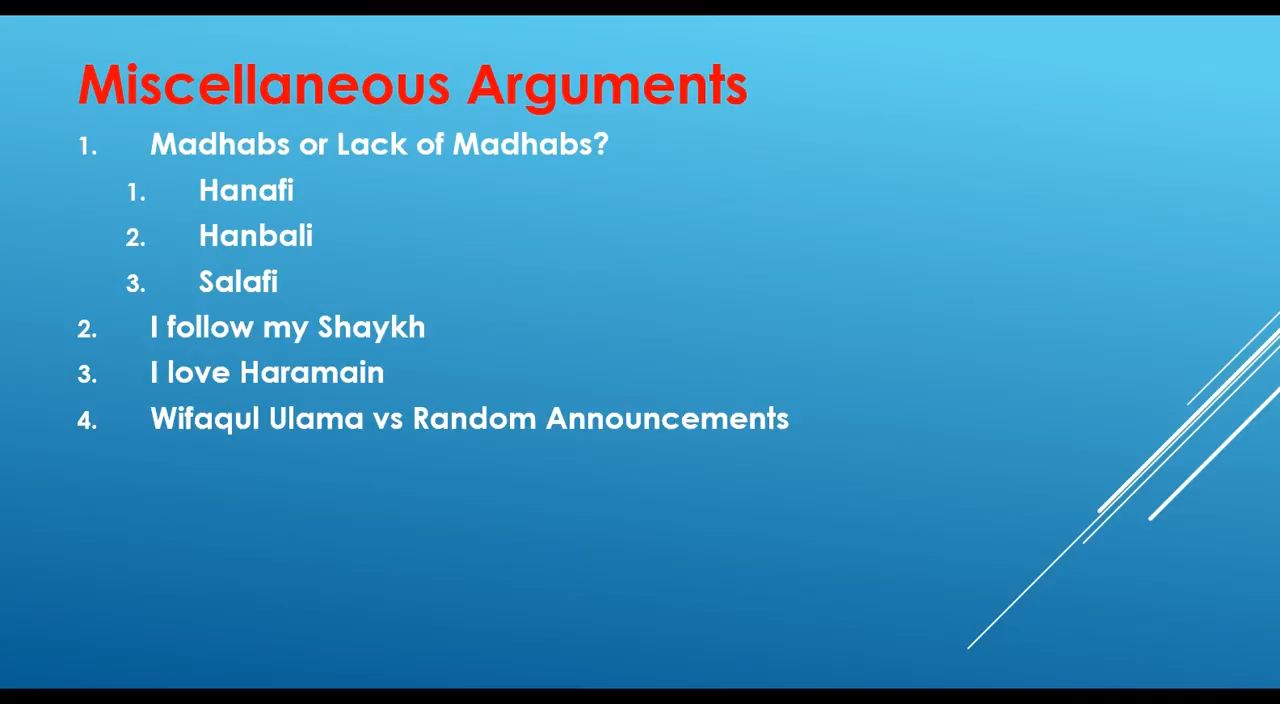 Miscellaneous Arguments
1. Madhabs or Lack of Madhabs?
1. Hanafi
2. Hanbali
3. Salafi
2. I follow my Shaykh
3. I love Haramain
4. Wifaqul Ulama vs Random Announcements